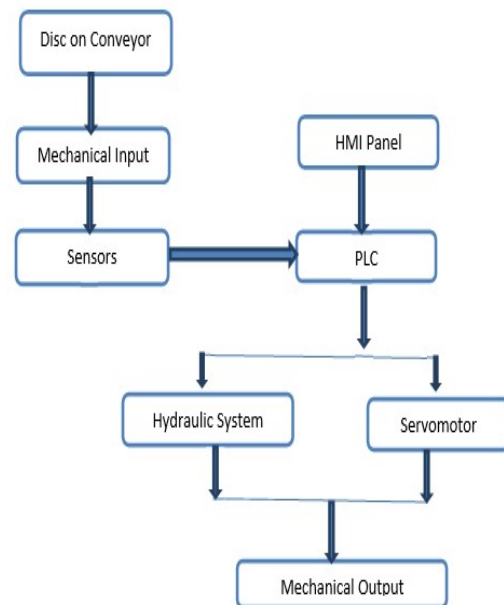 Disc on Conveyor
Mechanical Input
HMI Panel
Sensors
PLC
Hydraulic System
Servomotor
Mechanical Output